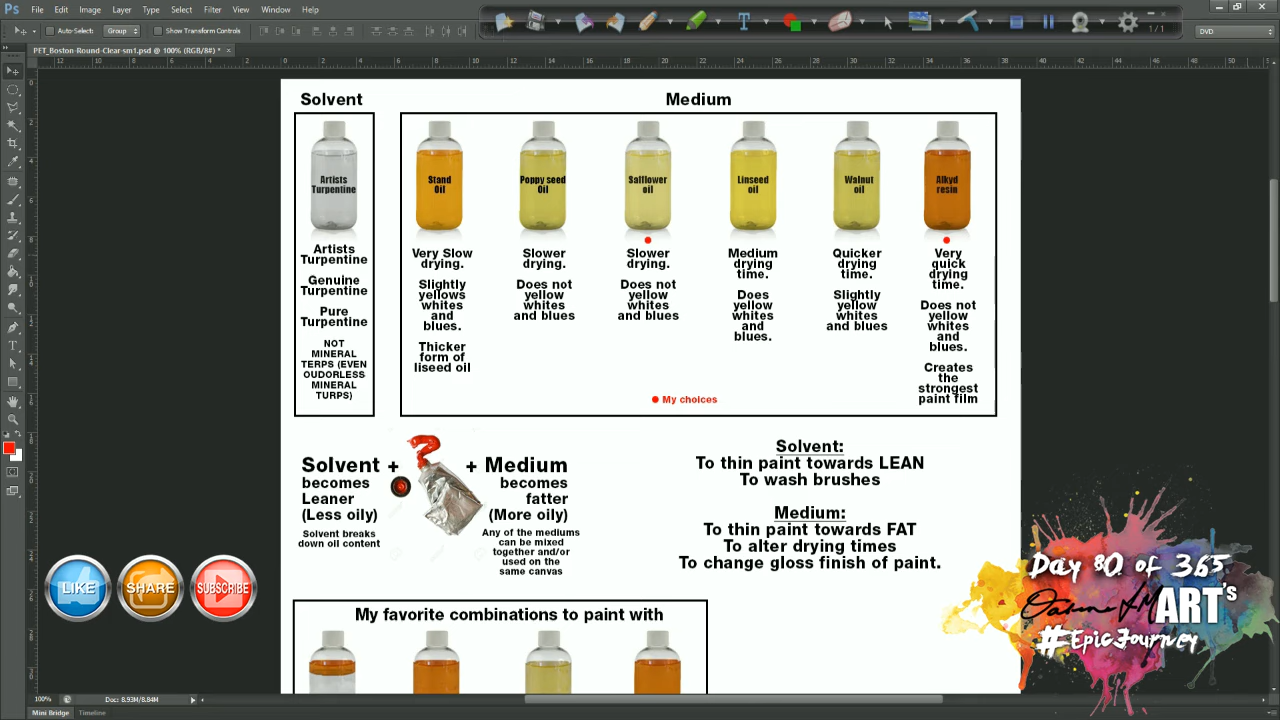 Ps File Edit Image Layer Type Select Filter View Window Help
Auto-Select: Group Show Transform Controls
1/1
DVD
PET_Boston-Round-Clear-sm1.psd @ 100% (RGB/8#) *
Solvent
Medium
Artists
Turpentine
Stand
Oil
Poppy seed
Oil
Salflower
oil
Linseed
oil
Walnut
oil
Alkyd
resin
Artists
Turpentine
Genuine
Turpentine
Pure
Turpentine
NOT
MINERAL
TERPS (EVEN
OUDORLESS
MINERAL
TURPS)
Very Slow
drying.
Slightly
yellows
whites
and
blues.
Thicker
form of
liseed oil
Slower
drying.
Does not
yellow
whites
and blues
Slower
drying.
Does not
yellow
whites
and blues
Medium
drying
time.
Does
yellow
whites
and
blues.
Quicker
drying
time.
Slightly
yellow
whites
and blues
Very
quick
drying
time.
Does not
yellow
whites
and
blues.
Creates
the
strongest
paint film
My choices
Solvent + + Medium
becomes
Leaner
(Less oily)
Solvent breaks
down oil content
becomes
fatter
(More oily)
Any of the mediums
can be mixed
together and/or
used on the
same canvas
Solvent:
To thin paint towards LEAN
To wash brushes
Medium:
To thin paint towards FAT
To alter drying times
To change gloss finish of paint.
LIKE SHARE SUBSCRIBE
Day 80 of 365
ART's
#EpicJourney
My favorite combinations to paint with
100% Doc: 8.93M/8.84M
Mini Bridge Timeline